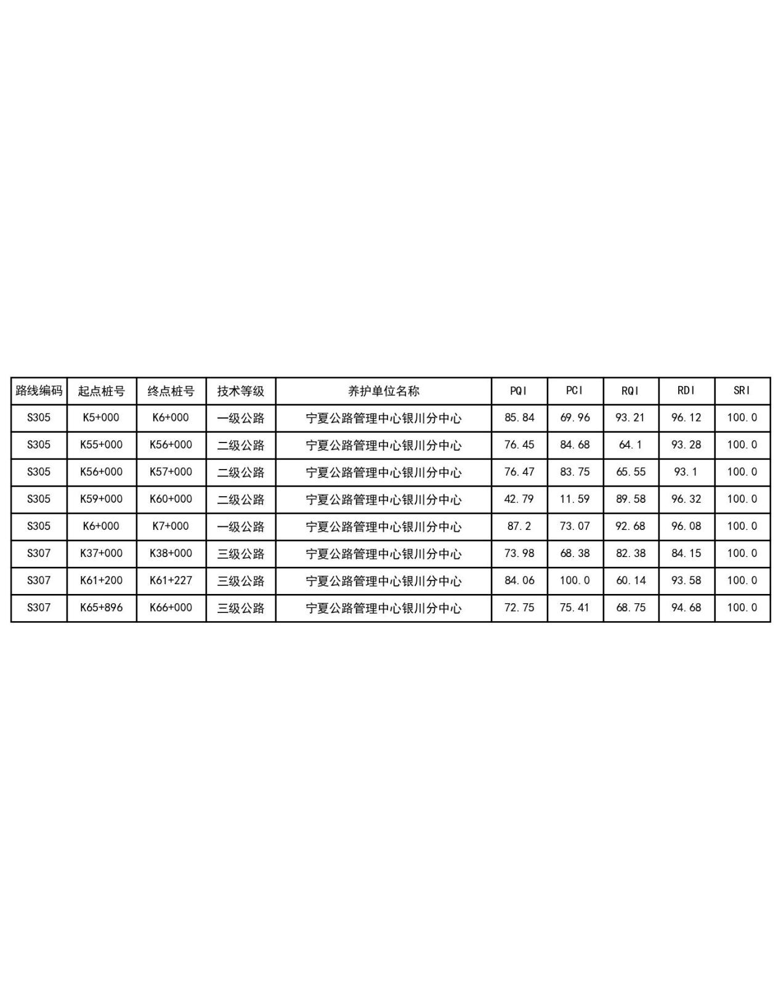 路线编码 起点桩号 终点桩号 技术等级 养护单位名称 PQI PCI RQI RDI SRI
S305 K5+000 K6+000 一级公路 宁夏公路管理中心银川分中心 85.84 69.96 93.21 96.12 100.0
S305 K55+000 K56+000 二级公路 宁夏公路管理中心银川分中心 76.45 84.68 64.1 93.28 100.0
S305 K56+000 K57+000 二级公路 宁夏公路管理中心银川分中心 76.47 83.75 65.55 93.1 100.0
S305 K59+000 K60+000 二级公路 宁夏公路管理中心银川分中心 42.79 11.59 89.58 96.32 100.0
S305 K6+000 K7+000 一级公路 宁夏公路管理中心银川分中心 87.2 73.07 92.68 96.08 100.0
S307 K37+000 K38+000 三级公路 宁夏公路管理中心银川分中心 73.98 68.38 82.38 84.15 100.0
S307 K61+200 K61+227 三级公路 宁夏公路管理中心银川分中心 84.06 100.0 60.14 93.58 100.0
S307 K65+896 K66+000 三级公路 宁夏公路管理中心银川分中心 72.75 75.41 68.75 94.68 100.0